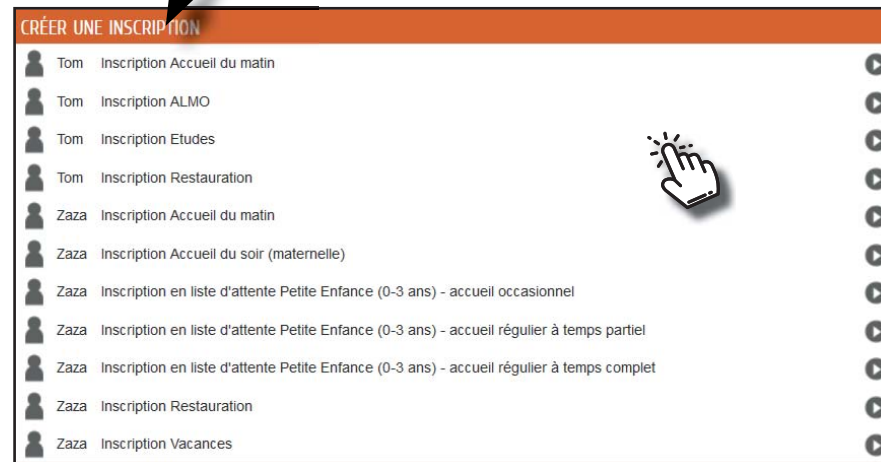 CRÉER UNE INSCRIPTION
Tom Inscription Accueil du matin
Tom Inscription ALMO
Tom Inscription Etudes
Tom Inscription Restauration
Zaza Inscription Accueil du matin
Zaza Inscription Accueil du soir (maternelle)
Zaza Inscription en liste d'attente Petite Enfance (0-3 ans) - accueil occasionnel
Zaza Inscription en liste d'attente Petite Enfance (0-3 ans) - accueil régulier à temps partiel
Zaza Inscription en liste d'attente Petite Enfance (0-3 ans) - accueil régulier à temps complet
Zaza Inscription Restauration
Zaza Inscription Vacances